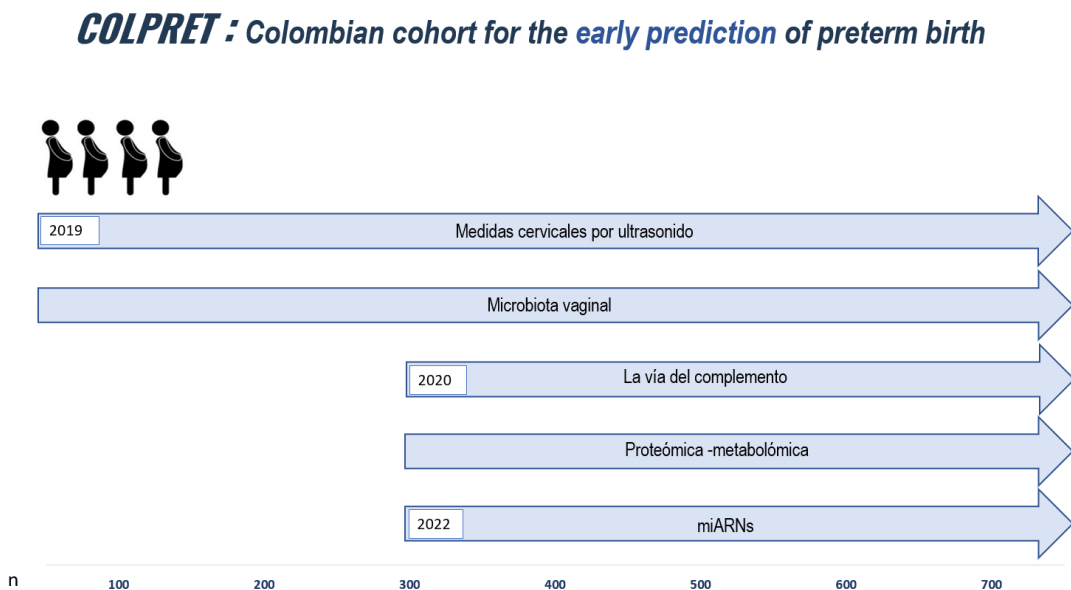 COLPRET : Colombian cohort for the early prediction of preterm birth
2019
Medidas cervicales por ultrasonido
Microbiota vaginal
2020
La vía del complemento
Proteómica -metabolómica
2022
miARNs
n 100 200 300 400 500 600 700